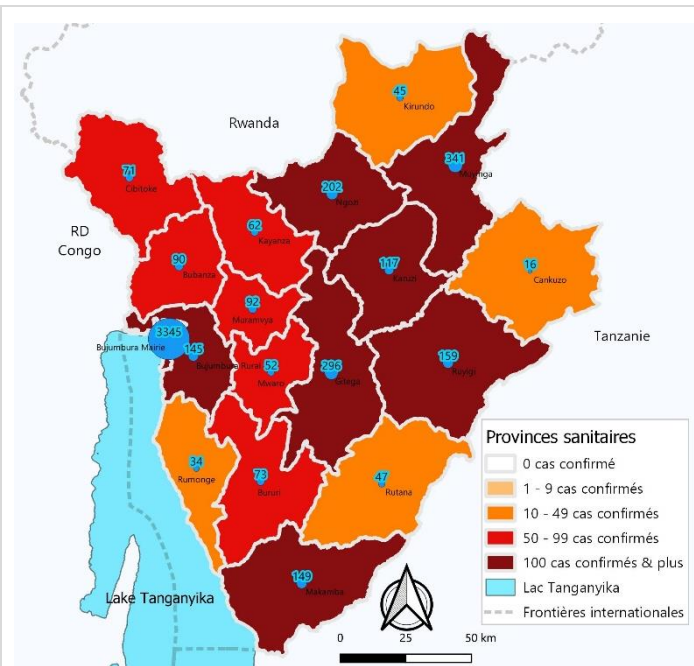 45
Kirundo
Rwanda
341
Muyinga
71
Cibitoke
202
Ngozi
62
Kayanza
RD
Congo
117
Karuzi
90
Bubanza
16
Cankuzo
92
Muramvya
3345
Bujumbura Mairie
145
Bujumbura Rural
Tanzanie
159
Ruyigi
52
Mwaro
296
Gitega
34
Rumonge
73
Bururi
47
Rutana
149
Makamba
Lake Tanganyika
Provinces sanitaires
0 cas confirmé
1 - 9 cas confirmés
10 - 49 cas confirmés
50 - 99 cas confirmés
100 cas confirmés & plus
Lac Tanganyika
Frontières internationales
0 25 50 km